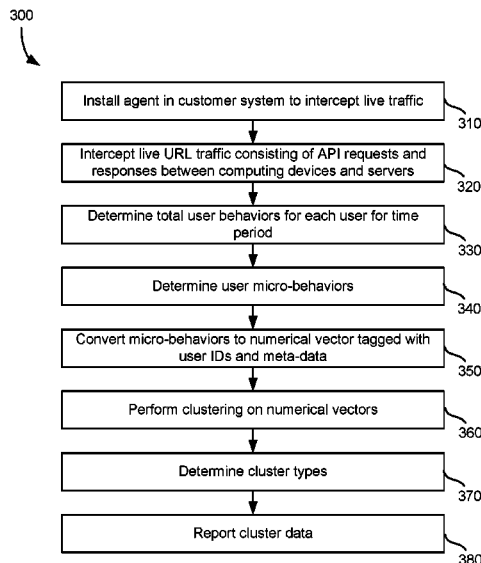 300
Install agent in customer system to intercept live traffic
310
Intercept live URL traffic consisting of API requests and
responses between computing devices and servers
320
Determine total user behaviors for each user for time
period
330
Determine user micro-behaviors
340
Convert micro-behaviors to numerical vector tagged with
user IDs and meta-data
350
Perform clustering on numerical vectors
360
Determine cluster types
370
Report cluster data
380